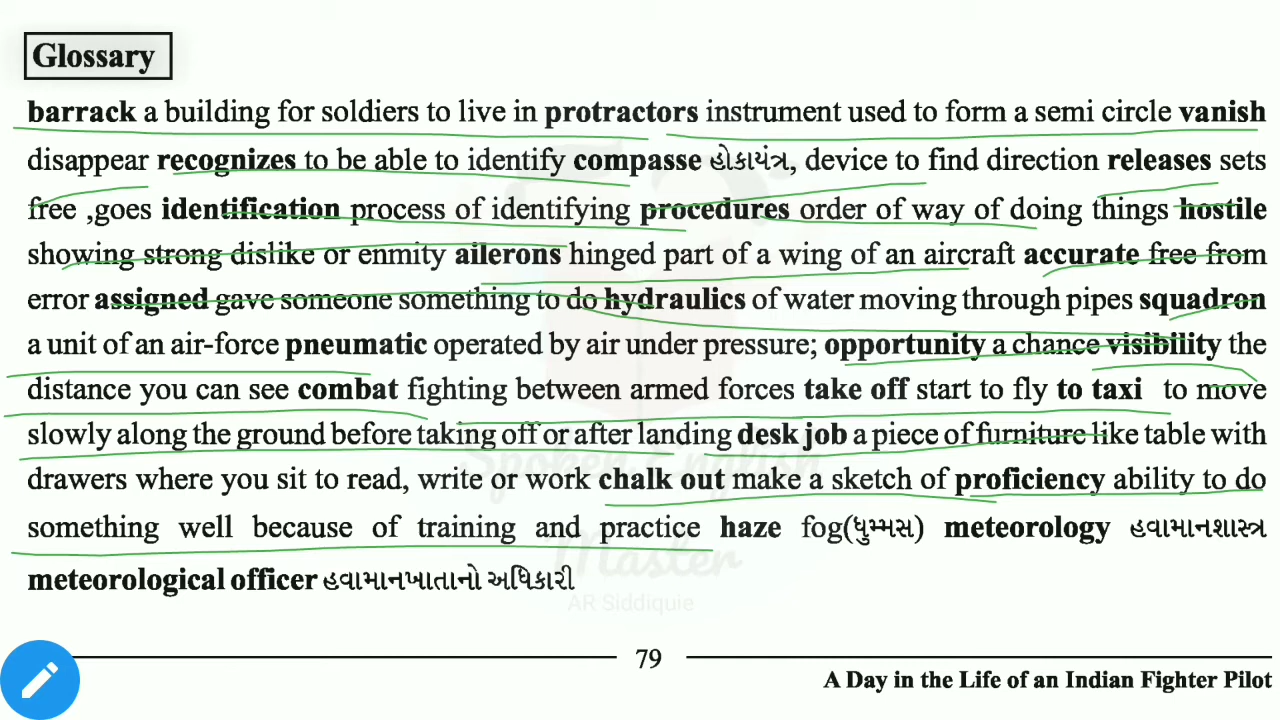 Glossary
barrack a building for soldiers to live in protractors instrument used to form a semi circle vanish
disappear recognizes to be able to identify compasse હોકાયંત્ર, device to find direction releases sets
free ,goes identification process of identifying procedures order of way of doing things hostile
showing strong dislike or enmity ailerons hinged part of a wing of an aircraft accurate free from
error assigned gave someone something to do hydraulics of water moving through pipes squadron
a unit of an air-force pneumatic operated by air under pressure; opportunity a chance visibility the
distance you can see combat fighting between armed forces take off start to fly to taxi to move
slowly along the ground before taking off or after landing desk job a piece of furniture like table with
drawers where you sit to read, write or work chalk out make a sketch of proficiency ability to do
something well because of training and practice haze fog(ધુમ્મસ) meteorology હવામાનશાસ્ત્ર
meteorological officer હવામાનખાતાનો અધિકારી
Spoken English
Master
AR Siddiquie
79
A Day in the Life of an Indian Fighter Pilot